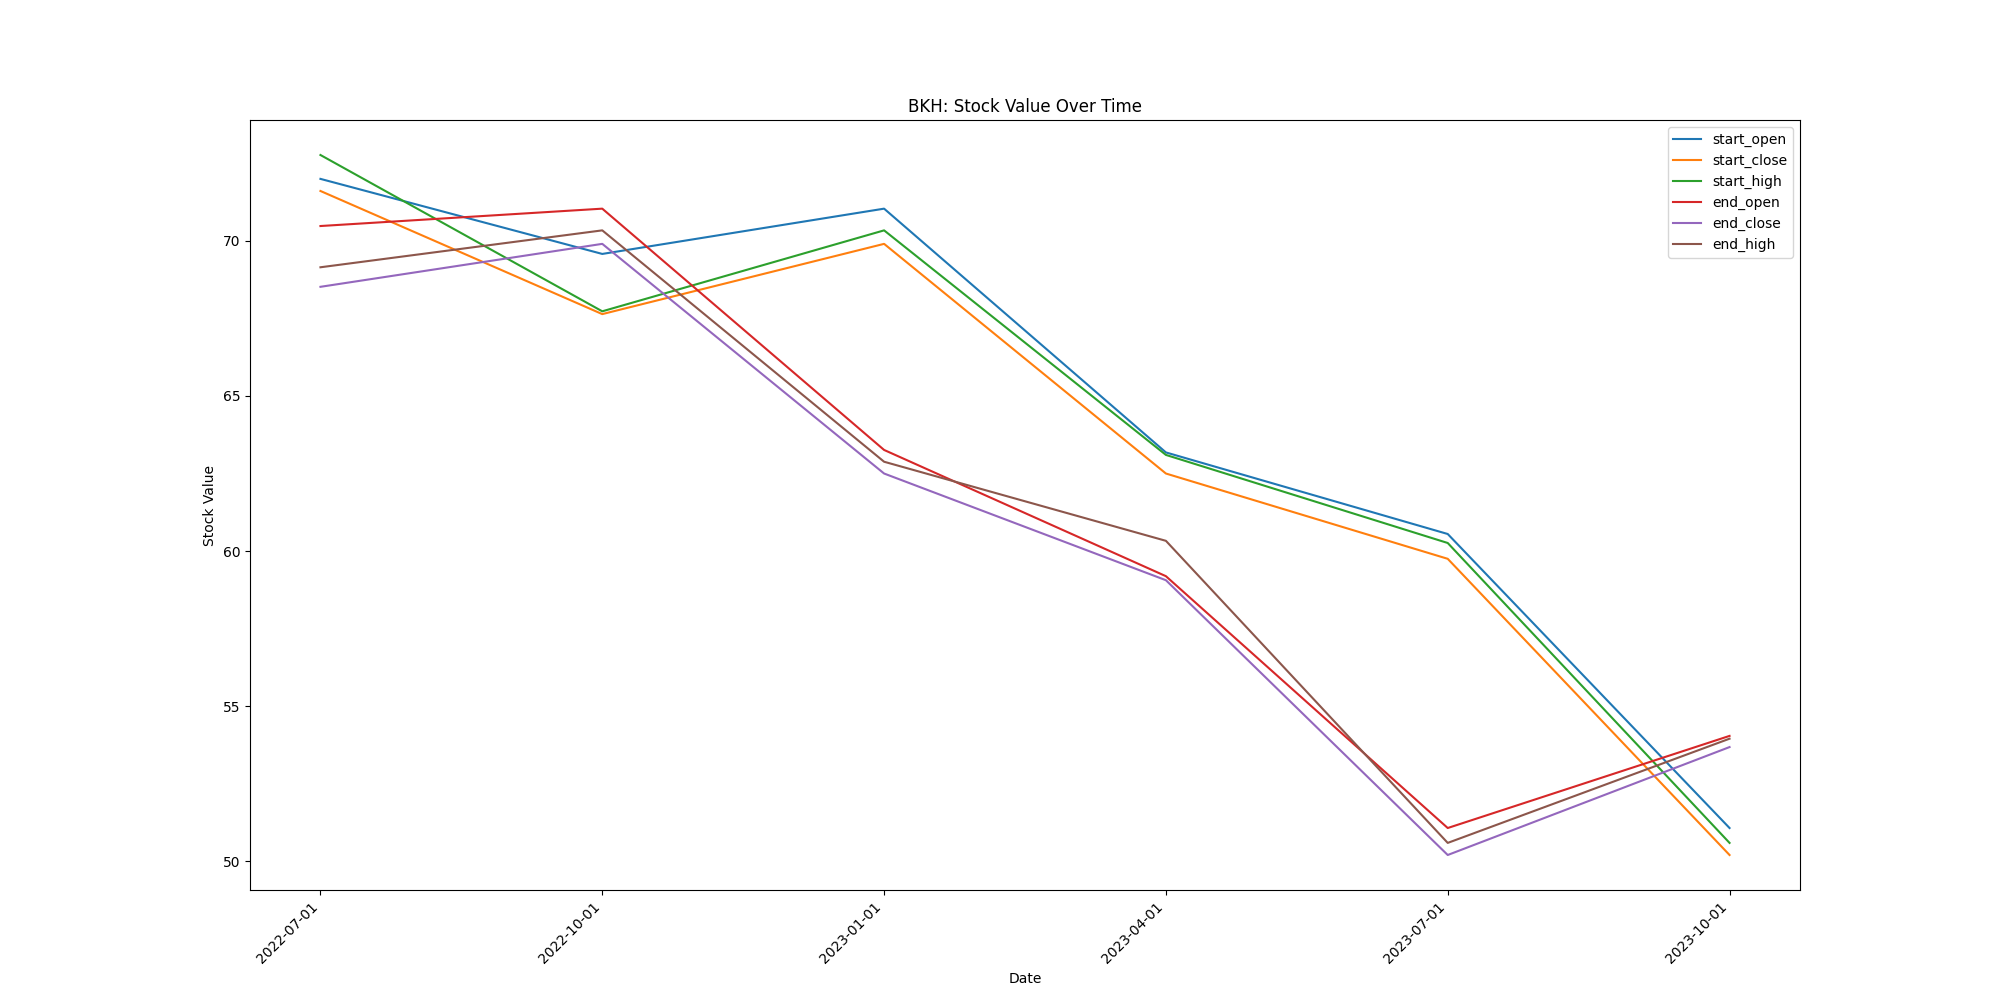 BKH: Stock Value Over Time
start_open
start_close
start_high
end_open
end_close
end_high
70
65
60
55
50
Stock Value
2022-07-01
2022-10-01
2023-01-01
2023-04-01
2023-07-01
2023-10-01
Date